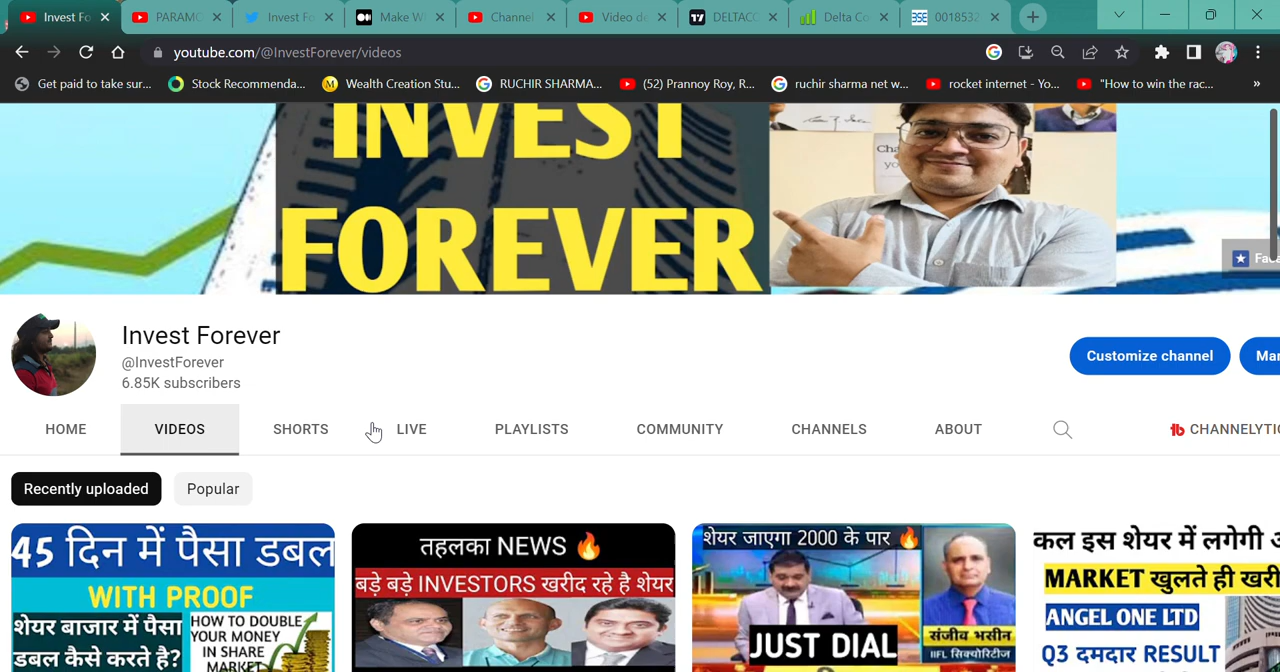 Invest Fo
PARAMO
Invest Fo
Make W
Channel
Video de
DELTACO
Delta Co
0018532
youtube.com/@InvestForever/videos
Get paid to take sur...
Stock Recommenda...
Wealth Creation Stu...
RUCHIR SHARMA...
(52) Prannoy Roy, R...
ruchir sharma net w...
rocket internet - Yo...
"How to win the rac...
»
INVEST
FOREVER
Invest Forever
@InvestForever
6.85K subscribers
Customize channel
HOME
VIDEOS
SHORTS
LIVE
PLAYLISTS
COMMUNITY
CHANNELS
ABOUT
CHANNELYTI
Recently uploaded
Popular
45 दिन में पैसा डबल
WITH PROOF
शेयर बाजार में पैसा
डबल कैसे करते है?
HOW TO DOUBLE
YOUR MONEY
IN SHARE
MARKET
तहलका NEWS 🔥
बड़े बड़े INVESTORS खरीद रहे है शेयर
शेयर जाएगा 2000 के पार 🔥
JUST DIAL
संजीव भसीन
IIFL सिक्योरिटीज
कल इस शेयर में लगेगी
MARKET खुलते ही खरी
ANGEL ONE LTD
Q3 दमदार RESULT